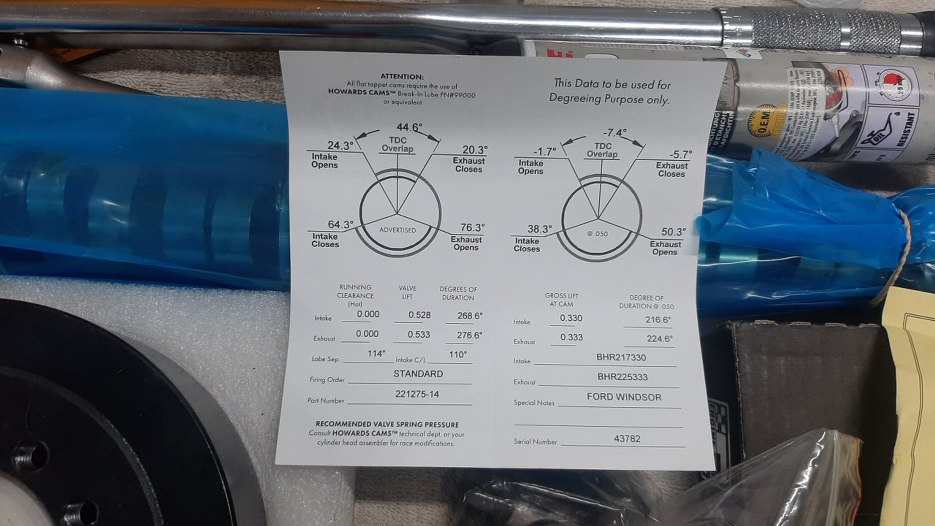 ATTENTION:
All flat tappet cams require the use of
HOWARDS CAMS™ Break-In Lube PN#99000
or equivalent
44.6°
TDC
Overlap
24.3°
Intake
Opens
20.3°
Exhaust
Closes
64.3°
Intake
Closes
ADVERTISED
76.3°
Exhaust
Opens
RUNNING CLEARANCE (Hot) VALVE LIFT DEGREES OF DURATION
Intake 0.000 0.528 268.6°
Exhaust 0.000 0.533 276.6°
Lobe Sep. 114° Intake C/L 110°
Firing Order STANDARD
Part Number 221275-14
RECOMMENDED VALVE SPRING PRESSURE
Consult HOWARDS CAMS™ technical dept. or your
cylinder head assembler for race modifications.
This Data to be used for
Degreeing Purpose only.
-7.4°
TDC
Overlap
-1.7°
Intake
Opens
-5.7°
Exhaust
Closes
38.3°
Intake
Closes
@ .050
50.3°
Exhaust
Opens
GROSS LIFT AT CAM DEGREE OF DURATION @ .050
Intake 0.330 216.6°
Exhaust 0.333 224.6°
Intake BHR217330
Exhaust BHR225333
Special Notes FORD WINDSOR
Serial Number 43782
O.E.M.
RESISTANT